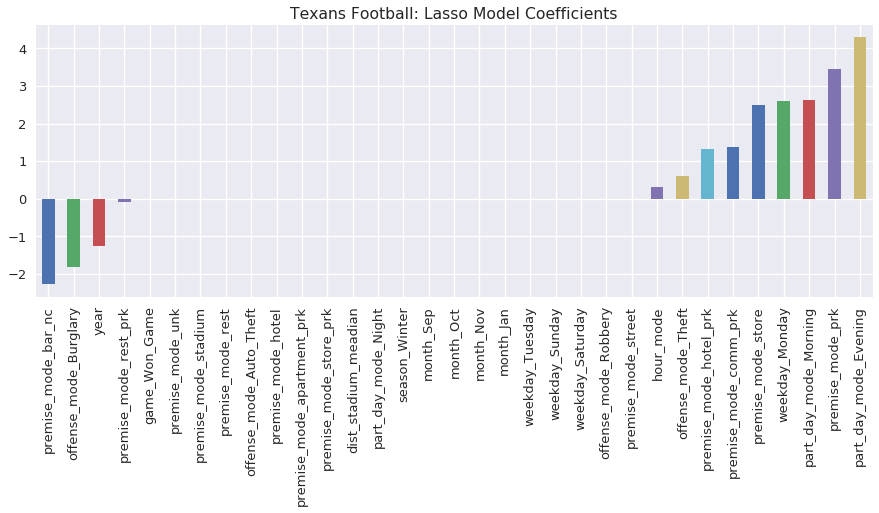 Texans Football: Lasso Model Coefficients
4
3
2
1
0
−1
−2
premise_mode_bar_nc
offense_mode_Burglary
year
premise_mode_rest_prk
game_Won_Game
premise_mode_unk
premise_mode_stadium
premise_mode_rest
offense_mode_Auto_Theft
premise_mode_hotel
premise_mode_apartment_prk
premise_mode_store_prk
dist_stadium_meadian
part_day_mode_Night
season_Winter
month_Sep
month_Oct
month_Nov
month_Jan
weekday_Tuesday
weekday_Sunday
weekday_Saturday
offense_mode_Robbery
premise_mode_street
hour_mode
offense_mode_Theft
premise_mode_hotel_prk
premise_mode_comm_prk
premise_mode_store
weekday_Monday
part_day_mode_Morning
premise_mode_prk
part_day_mode_Evening